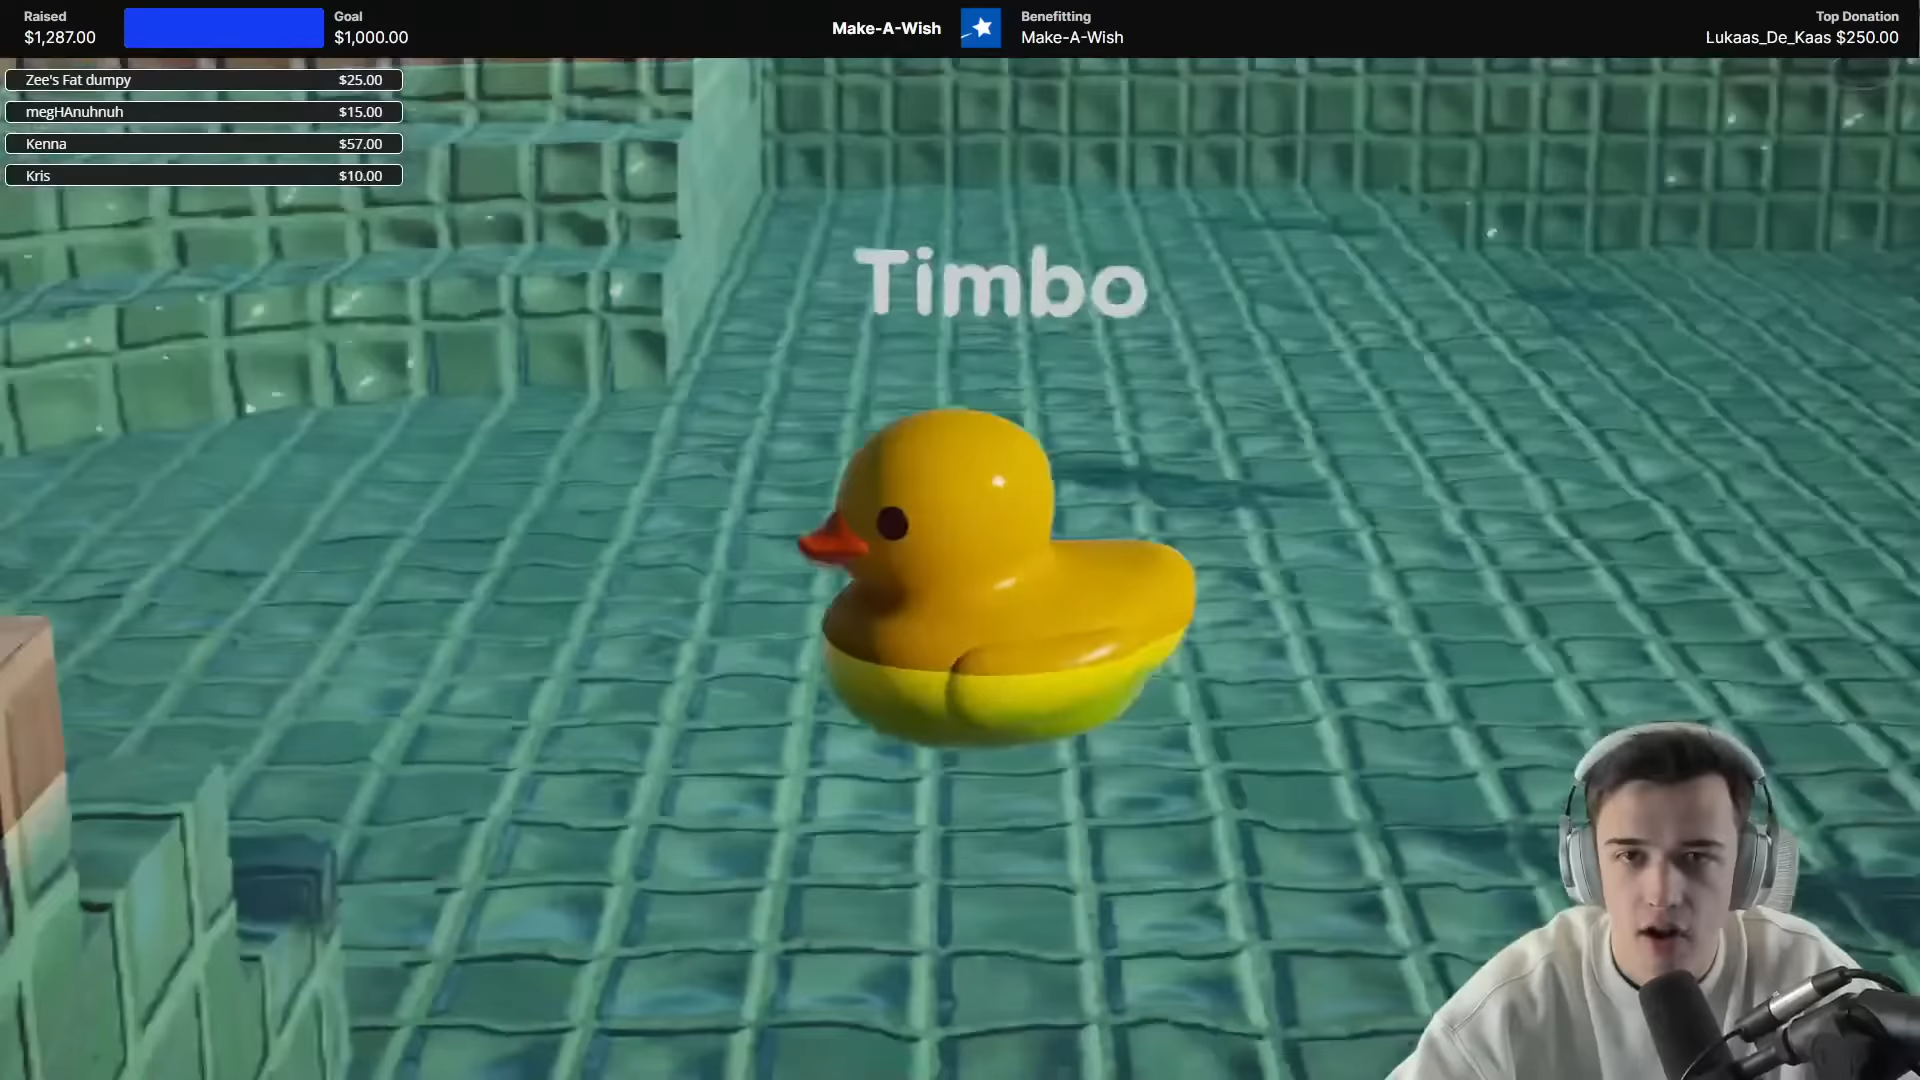 Raised
$1,287.00
Goal
$1,000.00
Make-A-Wish
Benefitting
Make-A-Wish
Top Donation
Lukaas_De_Kaas $250.00
Zee's Fat dumpy $25.00
megHAnuhnuh $15.00
Kenna $57.00
Kris $10.00
Timbo